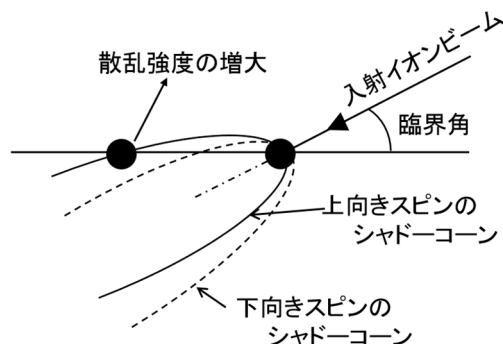 散乱強度の増大
入射イオンビーム
臨界角
上向きスピンの
シャドーコーン
下向きスピンの
シャドーコーン